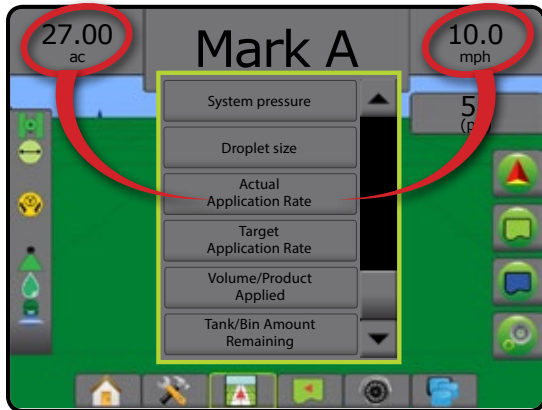 27.00
ac
Mark A
10.0
mph
5
(p
System pressure
Droplet size
Actual
Application Rate
Target
Application Rate
Volume/Product
Applied
Tank/Bin Amount
Remaining